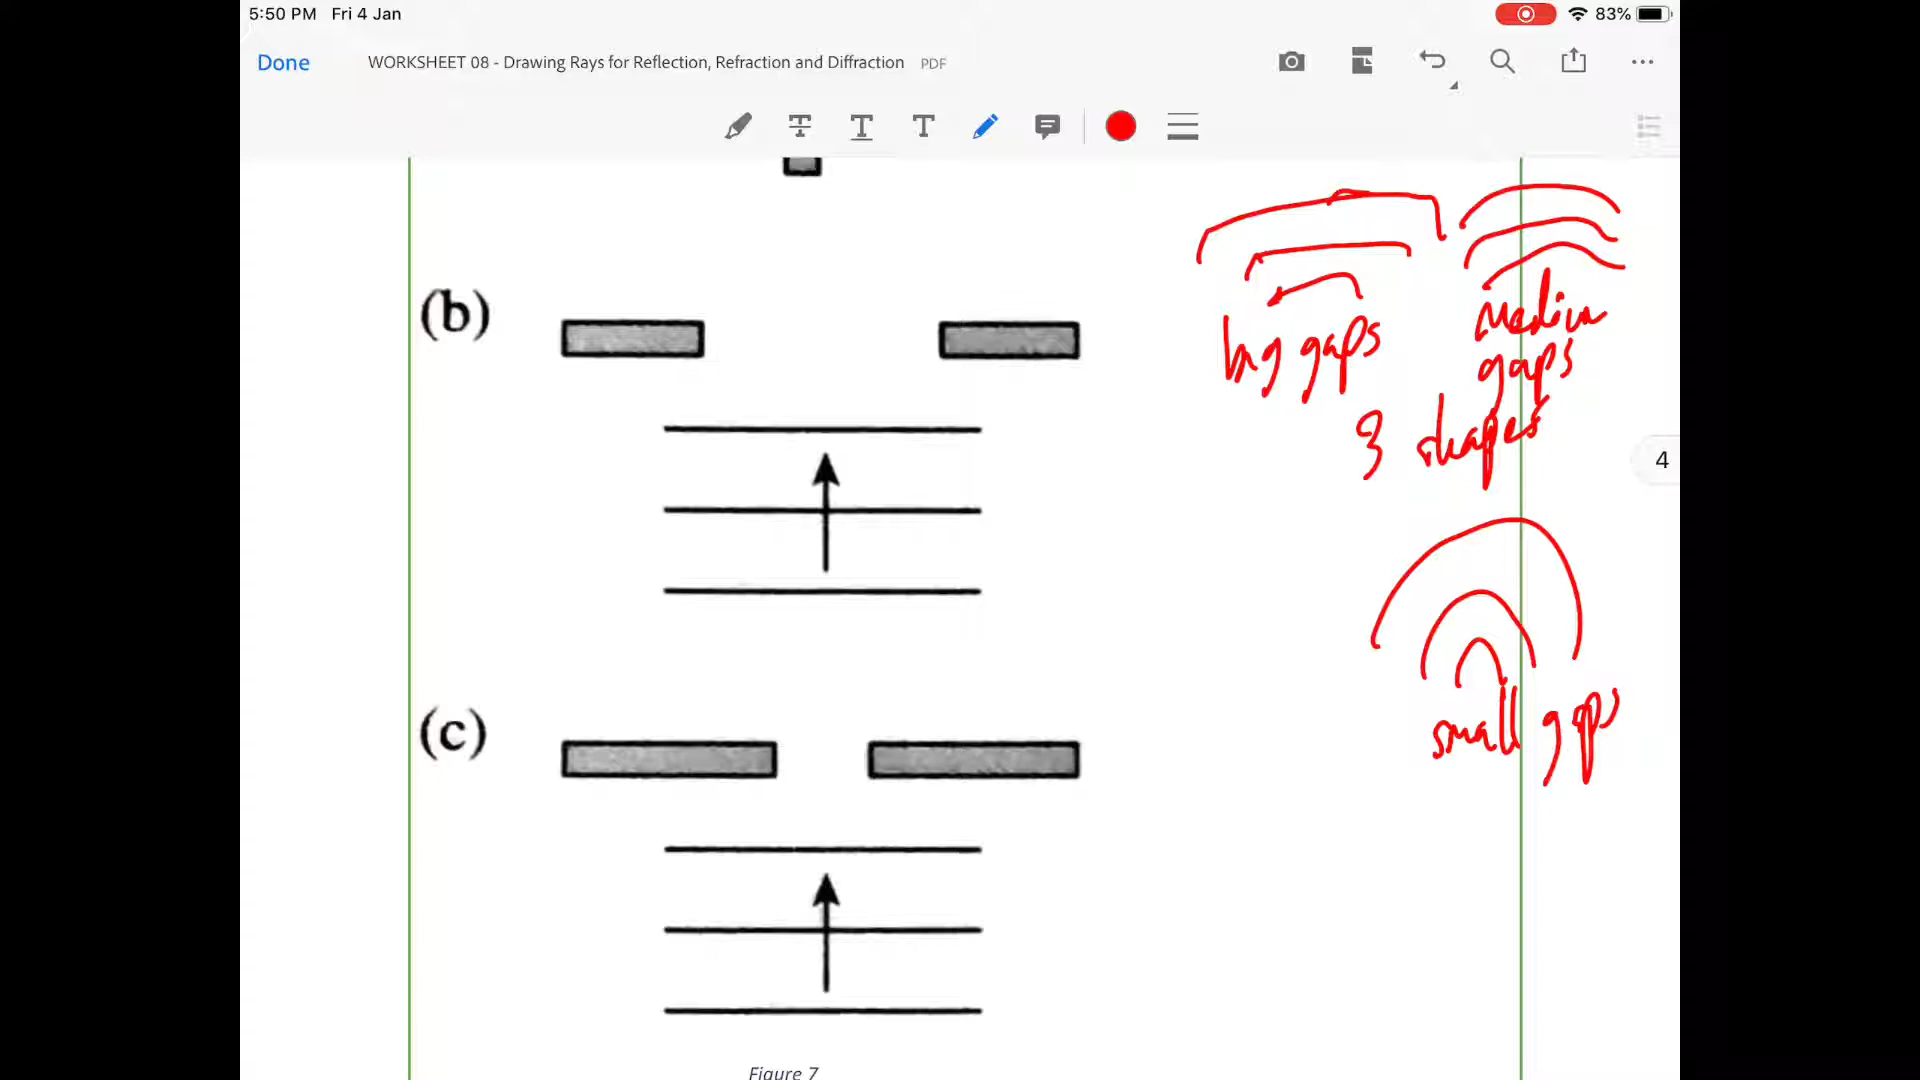 5:50 PM Fri 4 Jan
83%
Done
WORKSHEET 08 - Drawing Rays for Reflection, Refraction and Diffraction PDF
T T T
(b)
big gaps
medium
gaps
3 shapes
4
small gaps
(c)
Figure 7